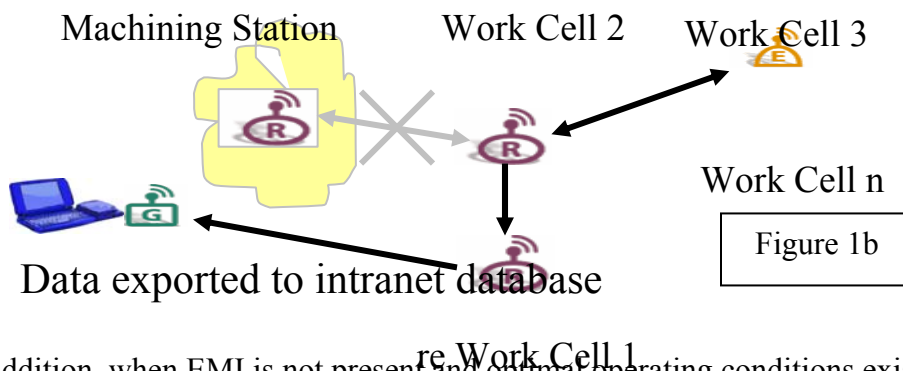 Machining Station
Work Cell 2
Work Cell 3
E
R
R
Work Cell n
G
Figure 1b
Data exported to intranet database
re Work Cell 1
ddition, when EMI is not present and optimal operating conditions exi